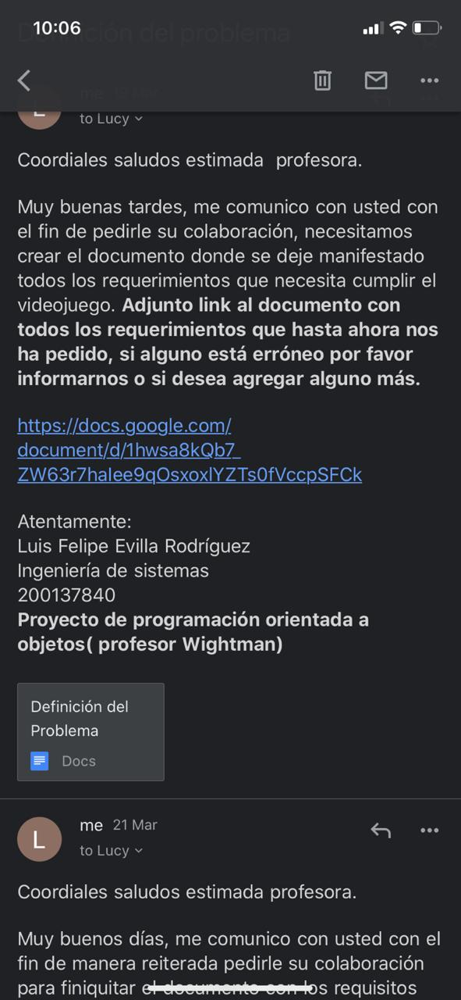 Definición del problema
10:06
to Lucy
Coordiales saludos estimada  profesora.
Muy buenas tardes, me comunico con usted con
el fin de pedirle su colaboración, necesitamos
crear el documento donde se deje manifestado
todos los requerimientos que necesita cumplir el
videojuego. Adjunto link al documento con
todos los requerimientos que hasta ahora nos
ha pedido, si alguno está erróneo por favor
informarnos o si desea agregar alguno más.
https://docs.google.com/
document/d/1hwsa8kQb7_
ZW63r7haIee9qOsxoxlYZTs0fVccpSFCk
Atentamente:
Luis Felipe Evilla Rodríguez
Ingeniería de sistemas
200137840
Proyecto de programación orientada a
objetos( profesor Wightman)
Definición del
Problema
Docs
L
me 21 Mar
to Lucy
Coordiales saludos estimada profesora.
Muy buenos días, me comunico con usted con el
fin de manera reiterada pedirle su colaboración
para finiquitar el documento con los requisitos